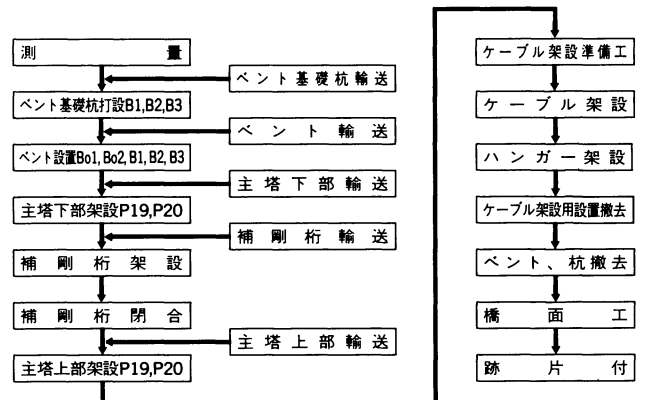 測量
ベント基礎杭輸送
ベント基礎杭打設B1,B2,B3
ベント輸送
ベント設置Bo1,Bo2,B1,B2,B3
主塔下部輸送
主塔下部架設P19,P20
補剛桁輸送
補剛桁架設
補剛桁閉合
主塔上部輸送
主塔上部架設P19,P20
ケーブル架設準備工
ケーブル架設
ハンガー架設
ケーブル架設用設置撤去
ベント、杭撤去
橋面工
跡片付